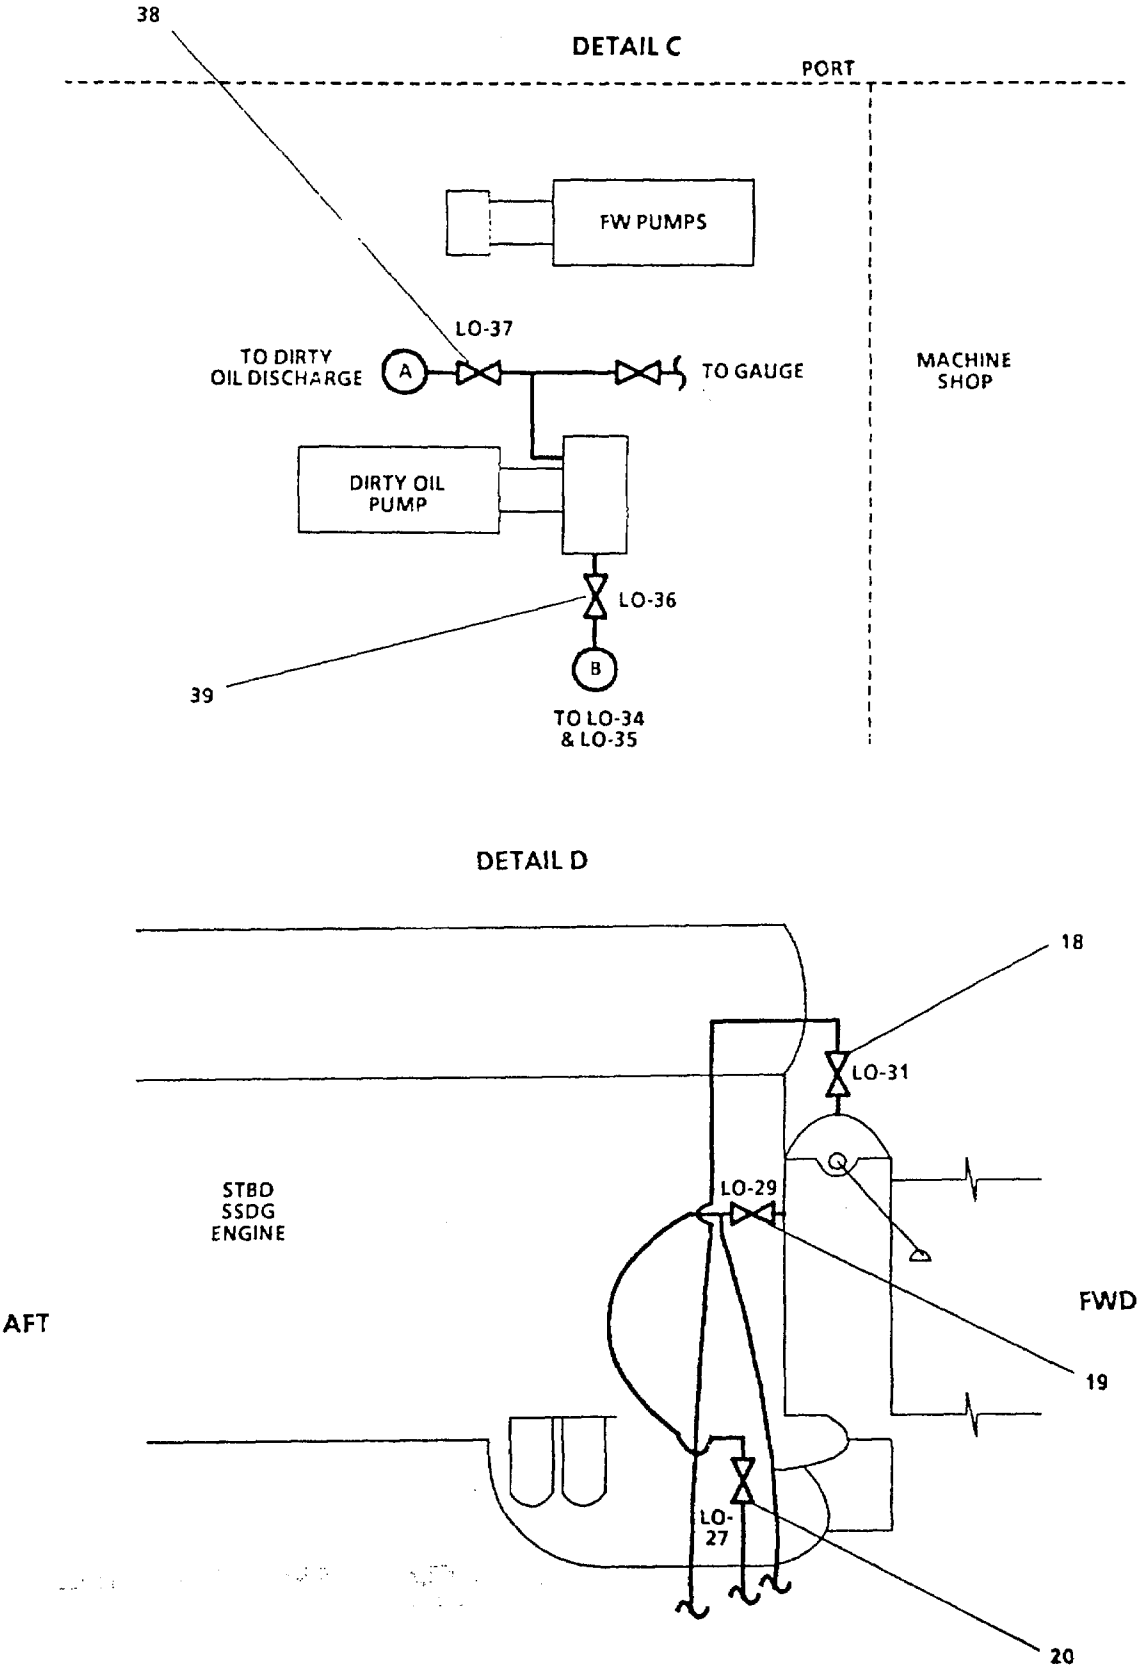 38
DETAIL C
PORT
FW PUMPS
LO-37
TO DIRTY
OIL DISCHARGE
A
TO GAUGE
MACHINE
SHOP
DIRTY OIL
PUMP
LO-36
39
B
TO LO-34
& LO-35
DETAIL D
18
LO-31
STBD
SSDG
ENGINE
LO-29
AFT
FWD
19
LO-
27
20